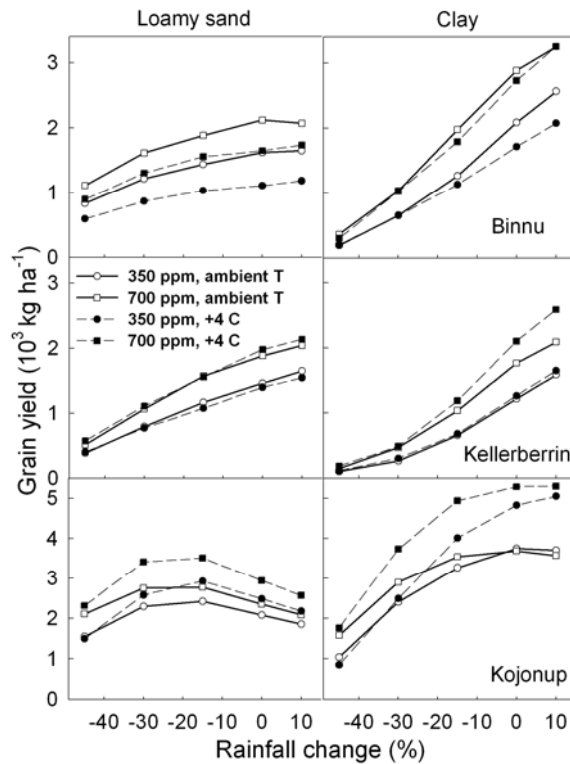 Loamy sand
Clay
3
2
1
0
Binnu
350 ppm, ambient T
700 ppm, ambient T
350 ppm, +4 C
700 ppm, +4 C
3
2
1
0
Kellerberrin
5
4
3
2
1
0
Kojonup
Grain yield (10³ kg ha⁻¹)
-40 -30 -20 -10 0 10
-40 -30 -20 -10 0 10
Rainfall change (%)